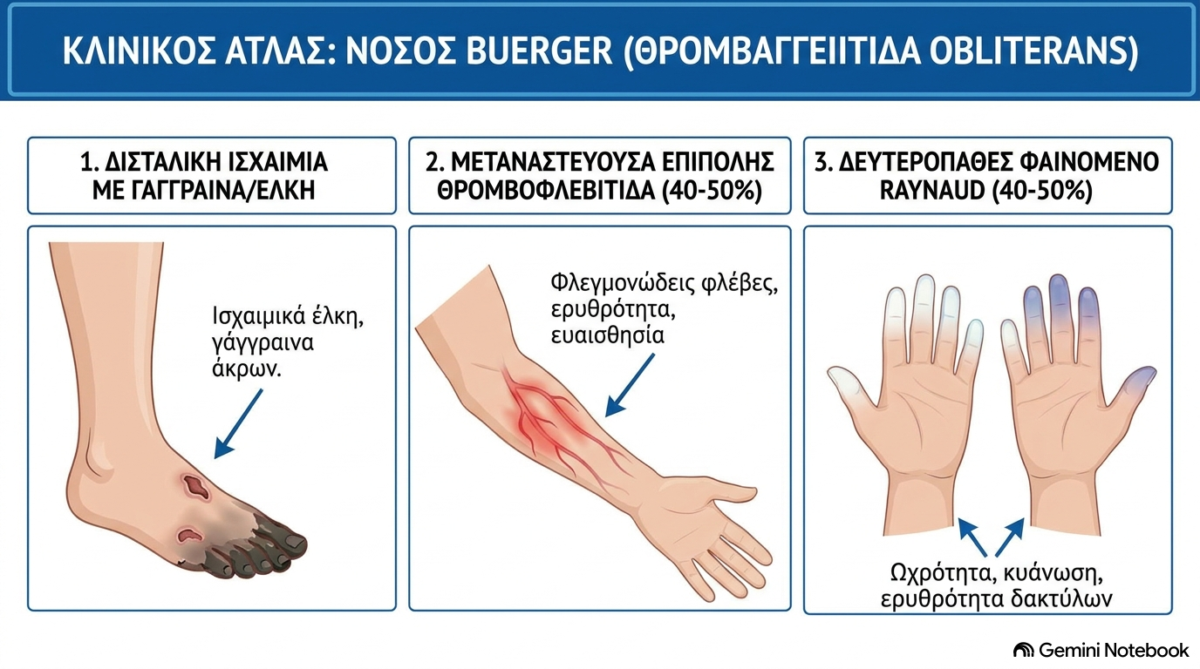 ΚΛΙΝΙΚΟΣ ΑΤΛΑΣ: ΝΟΣΟΣ BUERGER (ΘΡΟΜΒΑΓΓΕΙΙΤΙΔΑ OBLITERANS)
1. ΔΙΣΤΑΛΙΚΗ ΙΣΧΑΙΜΙΑ
ΜΕ ΓΑΓΓΡΑΙΝΑ/ΕΛΚΗ
Ισχαιμικά έλκη,
γάγγραινα
άκρων.
2. ΜΕΤΑΝΑΣΤΕΥΟΥΣΑ ΕΠΙΠΟΛΗΣ
ΘΡΟΜΒΟΦΛΕΒΙΤΙΔΑ (40-50%)
Φλεγμονώδεις φλέβες,
ερυθρότητα,
ευαισθησία
3. ΔΕΥΤΕΡΟΠΑΘΕΣ ΦΑΙΝΟΜΕΝΟ
RAYNAUD (40-50%)
Ωχρότητα, κυάνωση,
ερυθρότητα δακτύλων
Gemini Notebook